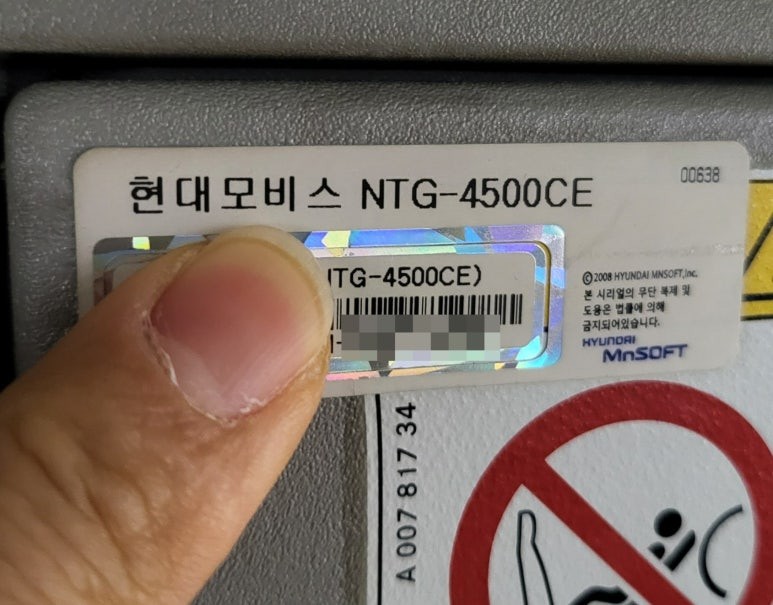 현대모비스 NTG-4500CE
00638
NTG-4500CE)
©2008 HYUNDAI MNSOFT,Inc.
본 시리얼의 무단 복제 및
도용은 법률에 의해
금지되어있습니다.
HYUNDAI
MnSOFT
A 007 817 34